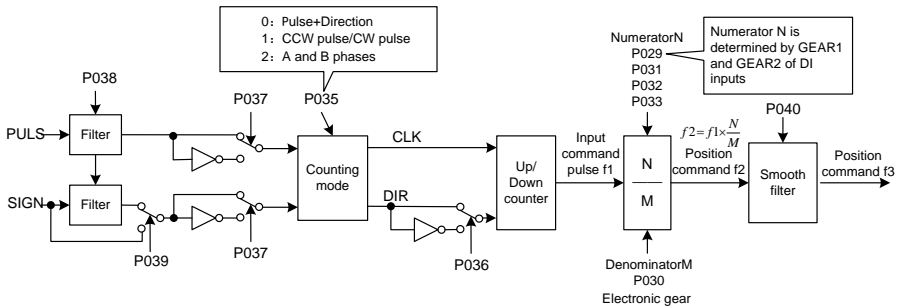 0: Pulse+Direction
1: CCW pulse/CW pulse
2: A and B phases
NumeratorN
P029
P031
P032
P033
Numerator N is
determined by GEAR1
and GEAR2 of DI
inputs
P038
P037
P035
P040
PULS
Filter
CLK
Counting
mode
Up/
Down
counter
Input
command
pulse f1
N
M
f2=f1×N/M
Position
command f2
Smooth
filter
Position
command f3
SIGN
Filter
DIR
P039
P037
P036
DenominatorM
P030
Electronic gear